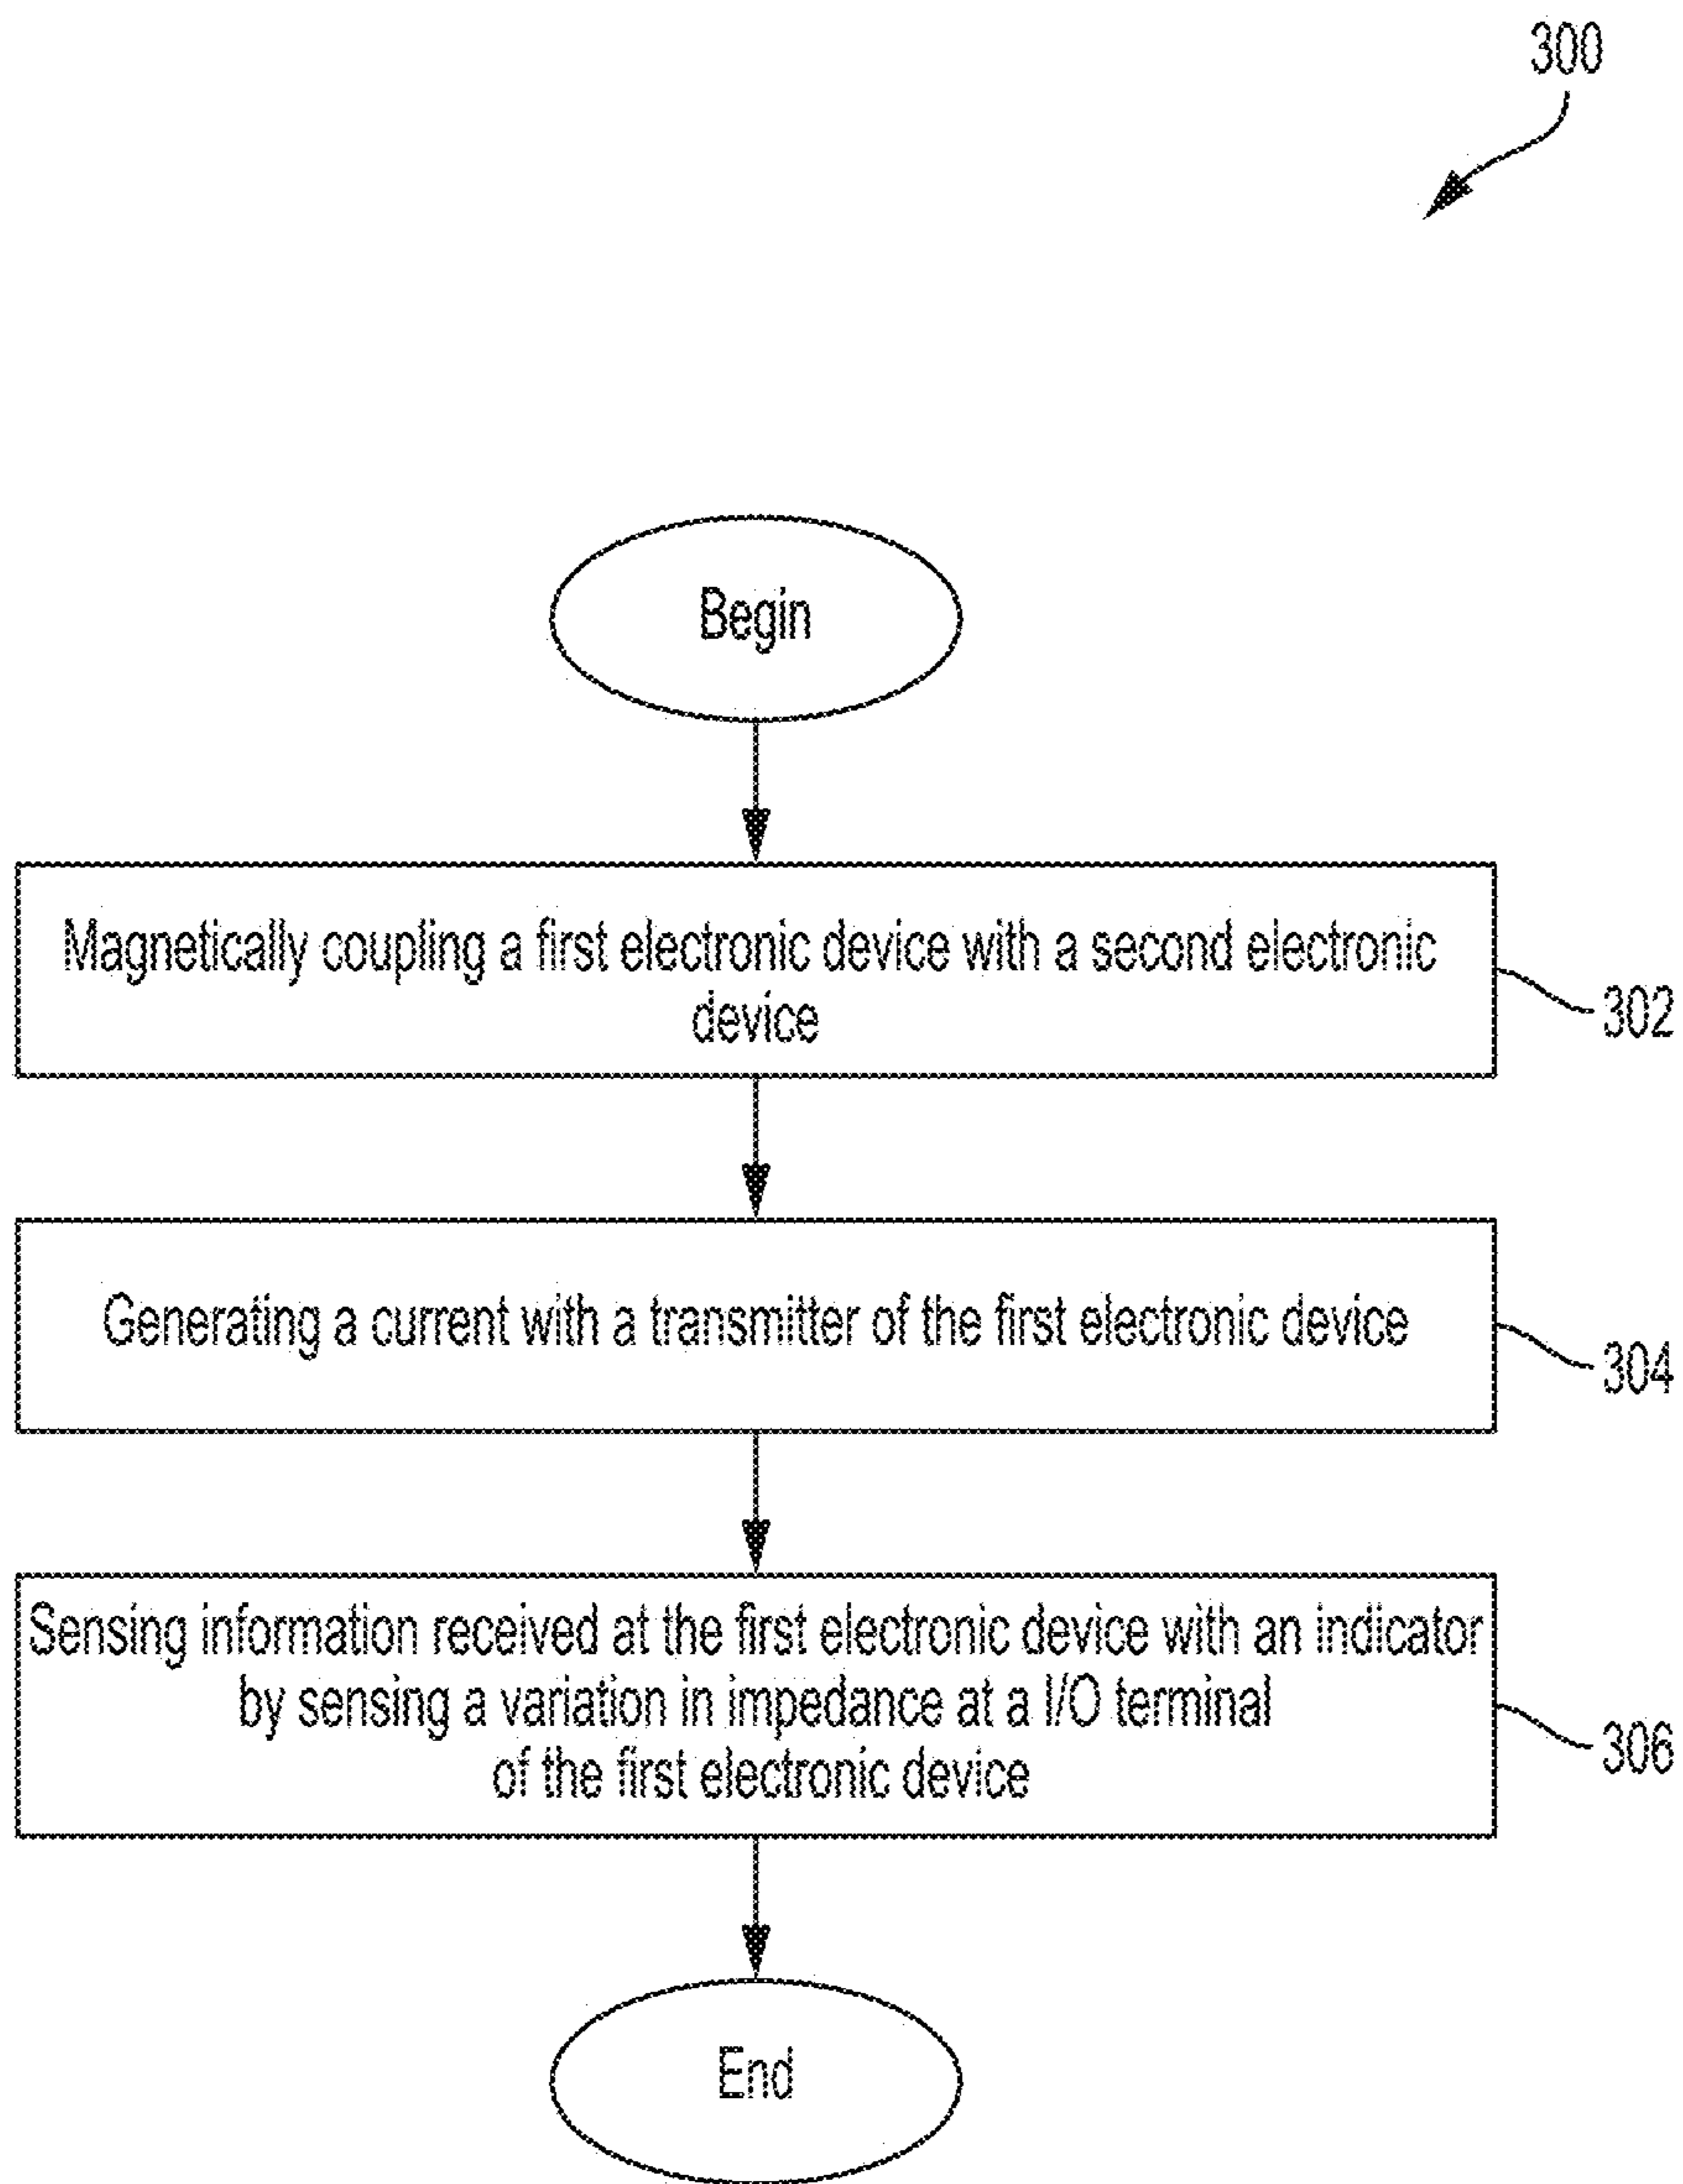 300
Begin
Magnetically coupling a first electronic device with a second electronic
device
302
Generating a current with a transmitter of the first electronic device
304
Sensing information received at the first electronic device with an indicator
by sensing a variation in impedance at a I/O terminal
of the first electronic device
306
End